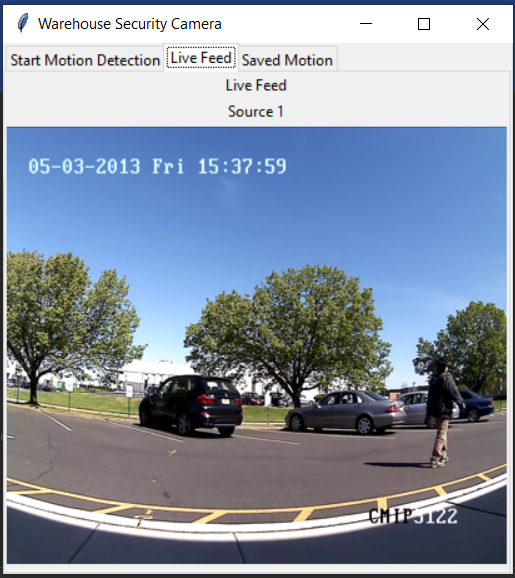 Warehouse Security Camera
Start Motion Detection Live Feed Saved Motion
Live Feed
Source 1
05-03-2013 Fri 15:37:59
CMIP3122